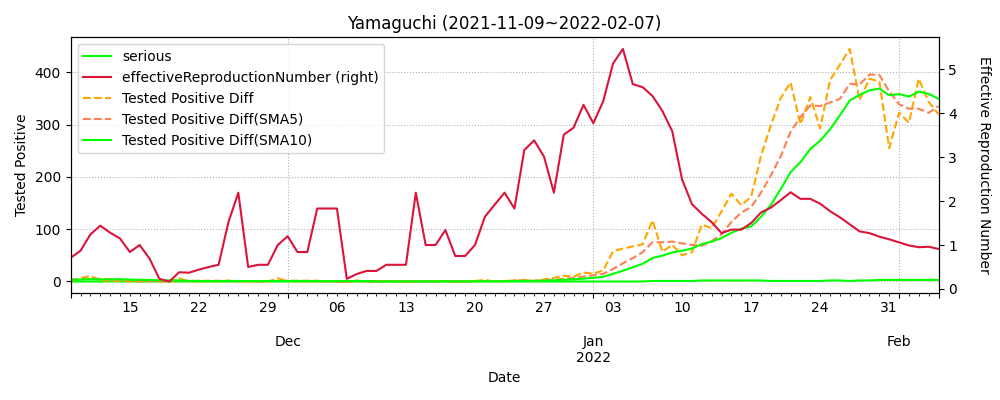 Yamaguchi (2021-11-09~2022-02-07)
serious
effectiveReproductionNumber (right)
Tested Positive Diff
Tested Positive Diff(SMA5)
Tested Positive Diff(SMA10)
Tested Positive
400
300
200
100
0
5
4
3
2
1
0
Effective Reproduction Number
15 22 29 06 13 20 27 03 10 17 24 31
Dec Jan Feb
2022
Date